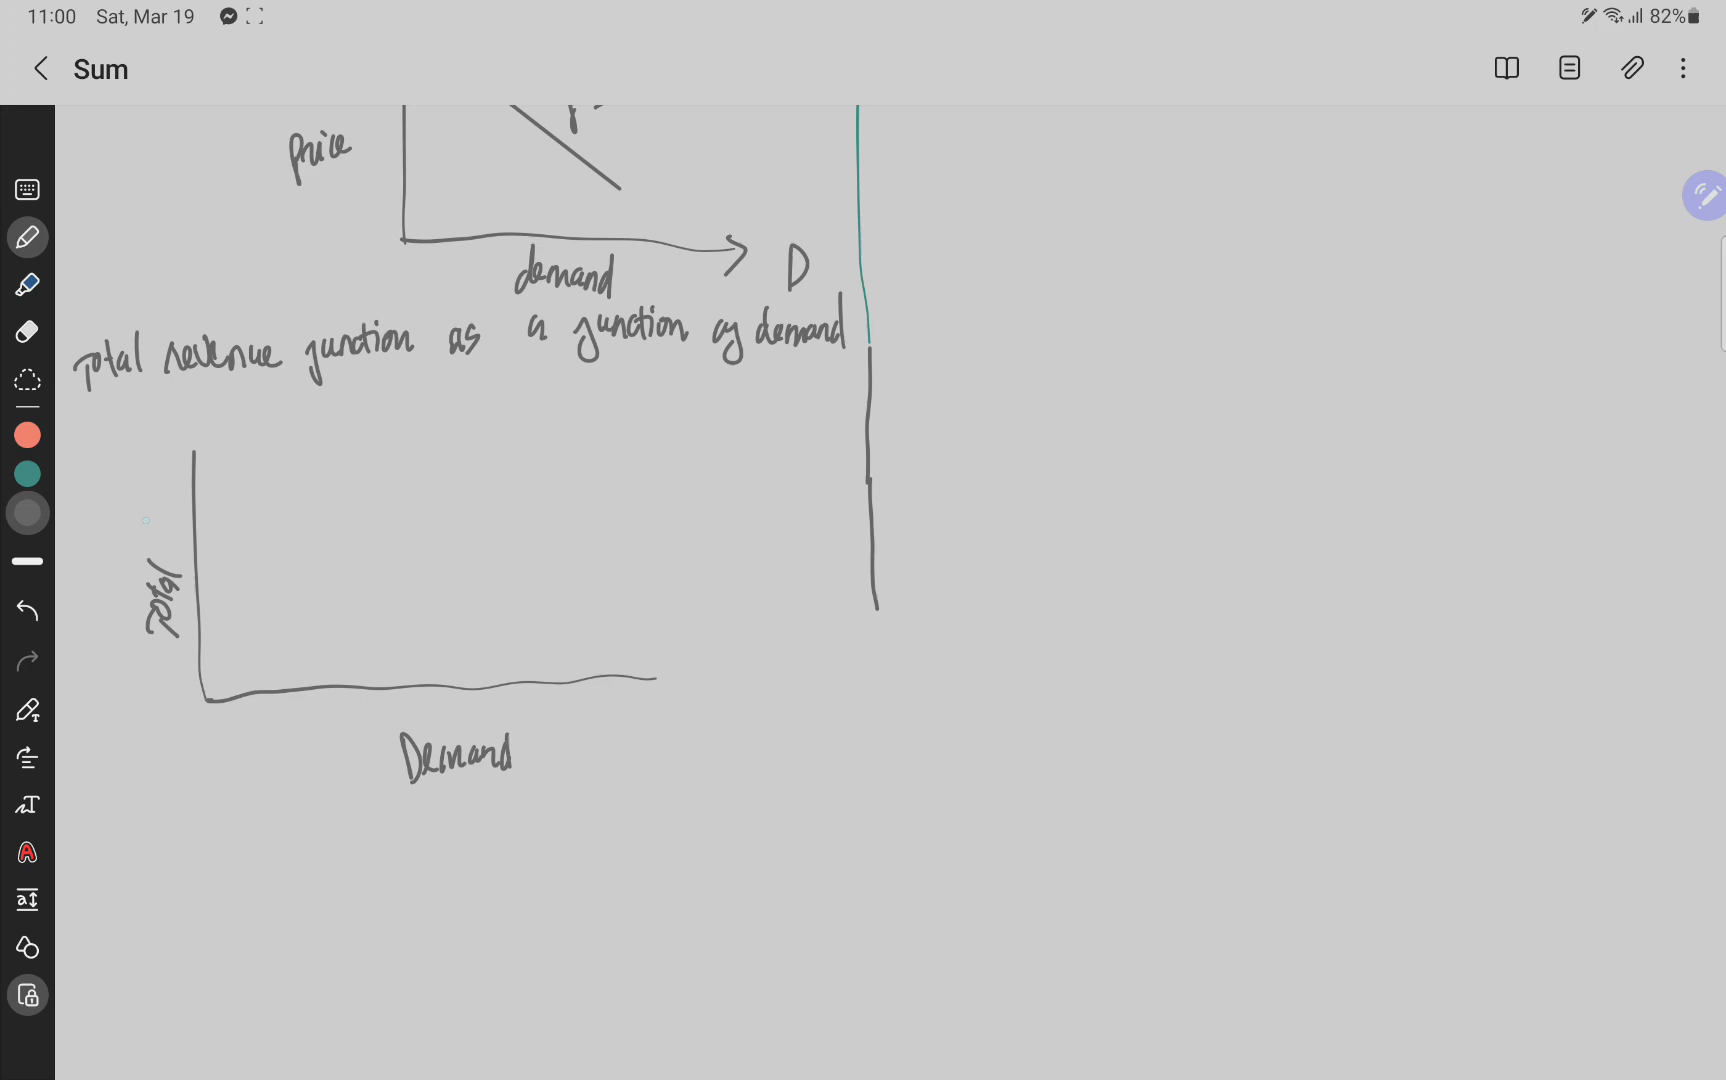 11:00 Sat, Mar 19 82%
Sum
price
demand
D
Total revenue function as a function of demand
Total
Demand